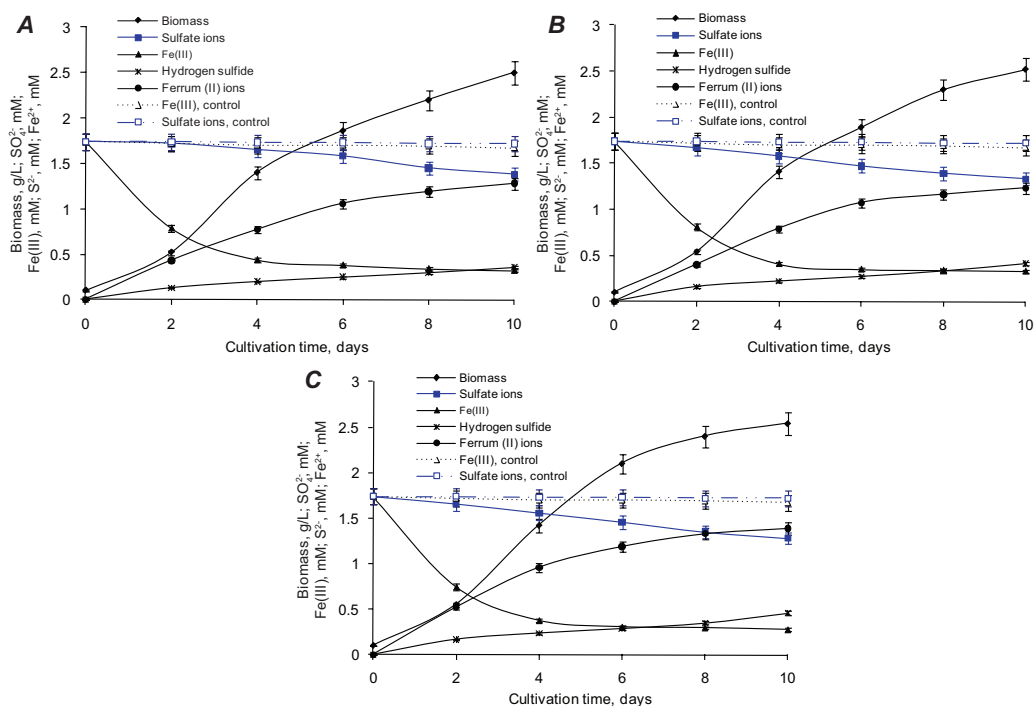 A
Biomass
Sulfate ions
Fe(III)
Hydrogen sulfide
Ferrum (II) ions
Fe(III), control
Sulfate ions, control
Biomass, g/L; SO₄²⁻, mM;
Fe(III), mM; S²⁻, mM; Fe²⁺, mM
3
2.5
2
1.5
1
0.5
0
0 2 4 6 8 10
Cultivation time, days
B
Biomass
Sulfate ions
Fe(III)
Hydrogen sulfide
Ferrum (II) ions
Fe(III), control
Sulfate ions, control
Biomass, g/L; SO₄²⁻, mM;
Fe(III), mM; S²⁻, mM; Fe²⁺, mM
3
2.5
2
1.5
1
0.5
0
0 2 4 6 8 10
Cultivation time, days
C
Biomass
Sulfate ions
Fe(III)
Hydrogen sulfide
Ferrum (II) ions
Fe(III), control
Sulfate ions, control
Biomass, g/L; SO₄²⁻, mM;
Fe(III), mM; S²⁻, mM; Fe²⁺, mM
3
2.5
2
1.5
1
0.5
0
0 2 4 6 8 10
Cultivation time, days